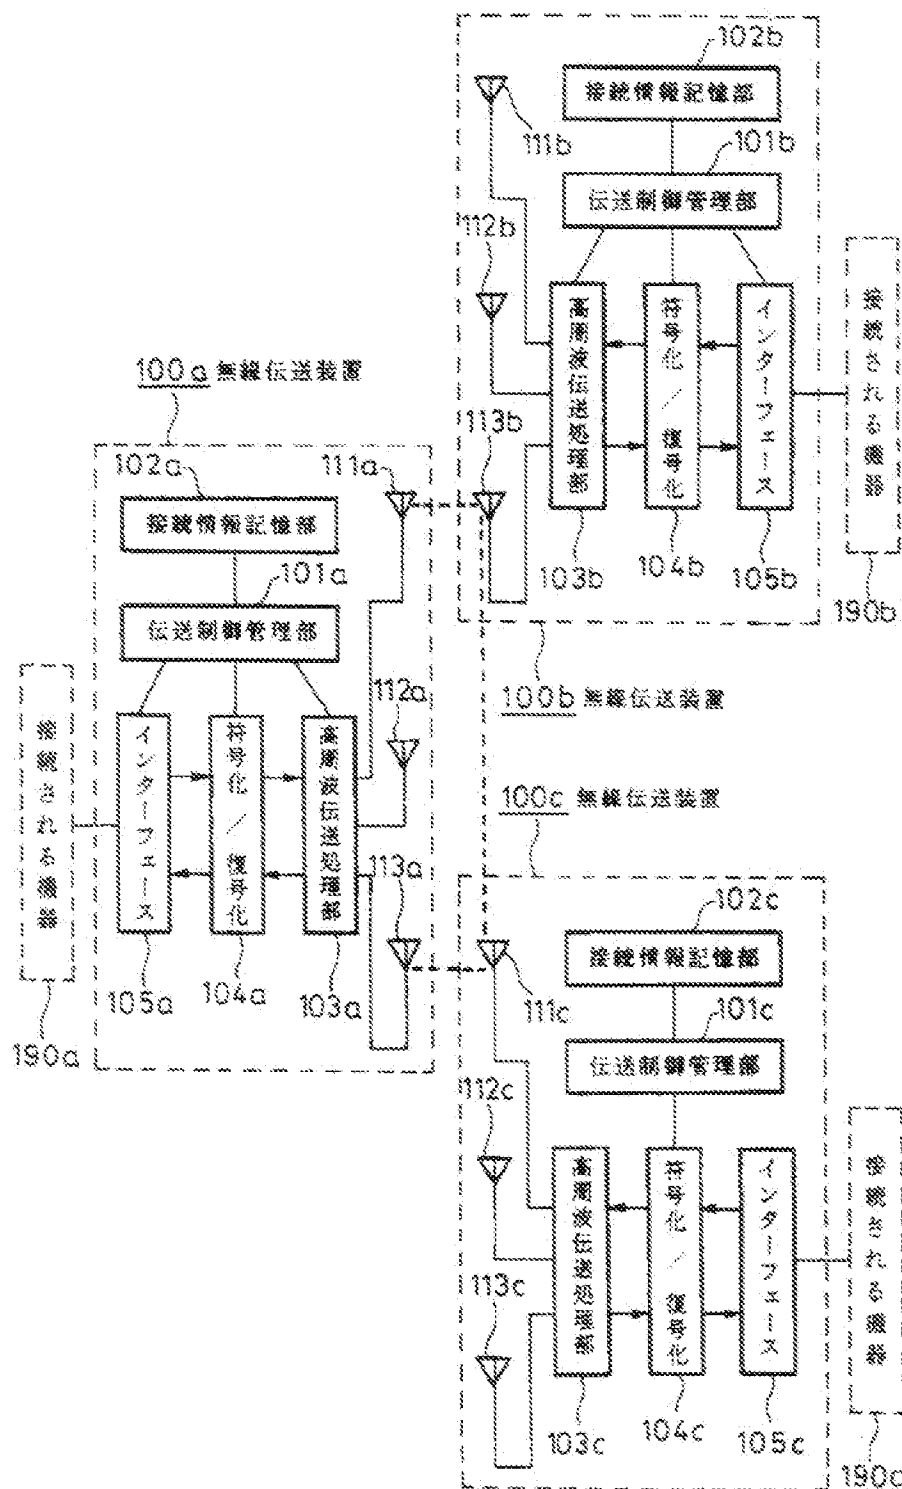 102b
接続情報記憶部
111b
101b
伝送制御管理部
112b
高周波伝送処理部
符号化/復号化
インターフェース
接続される機器
113b
103b
104b
105b
190b
100b 無線伝送装置
100a 無線伝送装置
102a
111a
接続情報記憶部
101a
伝送制御管理部
112a
接続される機器
インターフェース
符号化/復号化
高周波伝送処理部
113a
105a
104a
103a
190a
100c 無線伝送装置
102c
接続情報記憶部
111c
101c
伝送制御管理部
112c
高周波伝送処理部
符号化/復号化
インターフェース
接続される機器
113c
103c
104c
105c
190c